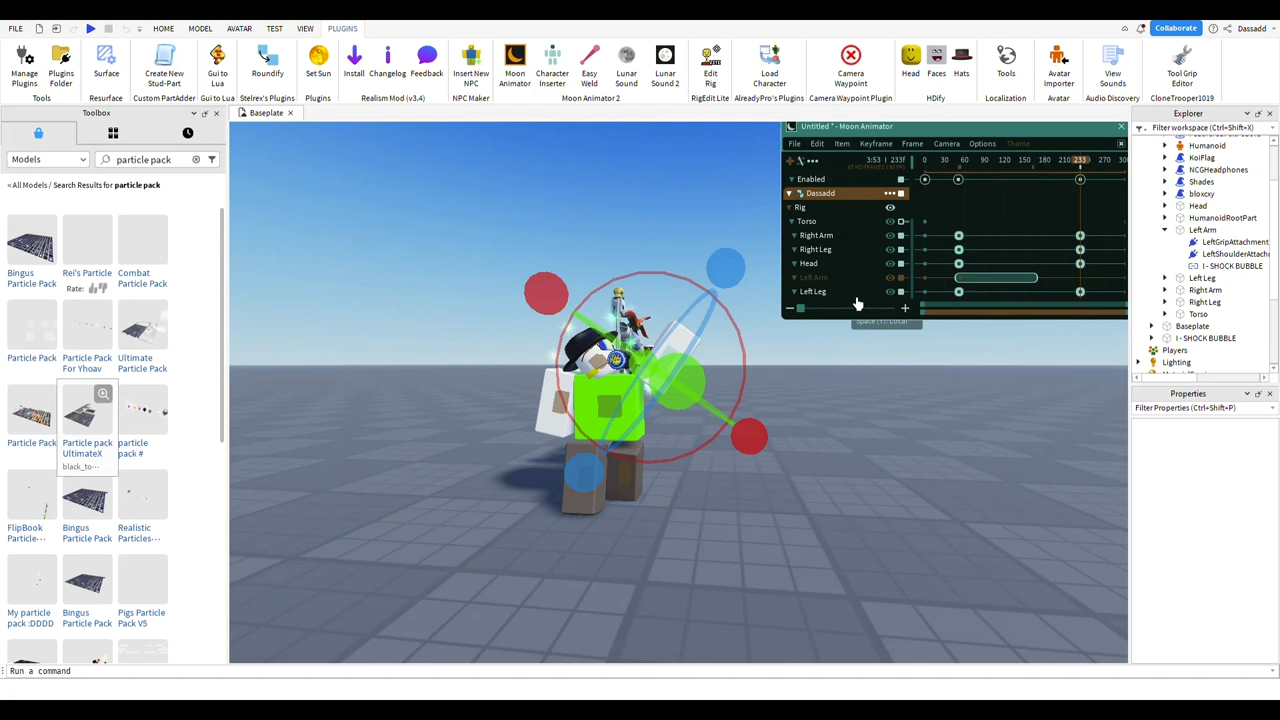 FILE MODEL HOME MODEL AVATAR TEST VIEW PLUGINS
Collaborate Dassadd
Manage Plugins
Plugins Folder
Surface
Create New Stud-Part
Gui to Lua
Roundify
Set Sun
Install
Changelog
Feedback
Insert New NPC
Moon Animator
Character Inserter
Easy Weld
Lunar Sound
Lunar Sound 2
Edit Rig
Load Character
Camera Waypoint
Head
Faces
Hats
Tools
Avatar Importer
View Sounds
Tool Grip Editor
Tools Resurface Custom PartAdder Gui to Lua Stelrex's Plugins Plugins Realism Mod (v3.4) NPC Maker Moon Animator 2 RigEdit Lite AlreadyPro's Plugins Camera Waypoint Plugin HDify Localization Avatar Audio Discovery CloneTrooper1019
Toolbox
Baseplate
Models
particle pack
< All Models / Search Results for particle pack
Bingus Particle Pack
Rei's Particle
Rate:
Combat Particle Pack
Particle Pack
Particle Pack For Yhoav
Ultimate Particle Pack
Particle Pack
Particle pack UltimateX
black_to···
particle pack #
FlipBook Particle···
Bingus Particle Pack
Realistic Particles···
My particle pack :DDDD
Bingus Particle Pack
Pigs Particle Pack V5
Untitled * - Moon Animator
File Edit Item Keyframe Frame Camera Options Theme
3:53 | 233f
0 30 60 90 120 150 180 210 233 270
Enabled
Dassadd
Rig
Torso
Right Arm
Right Leg
Head
Left Arm
Left Leg
Explorer
Filter workspace (Ctrl+Shift+X)
Humanoid
KoiFlag
NCGHeadphones
Shades
bloxcxy
Head
HumanoidRootPart
Left Arm
LeftGripAttachment
LeftShoulderAttach
I - SHOCK BUBBLE
Left Leg
Right Arm
Right Leg
Torso
Baseplate
I - SHOCK BUBBLE
Players
Lighting
Properties
Filter Properties (Ctrl+Shift+P)
Run a command